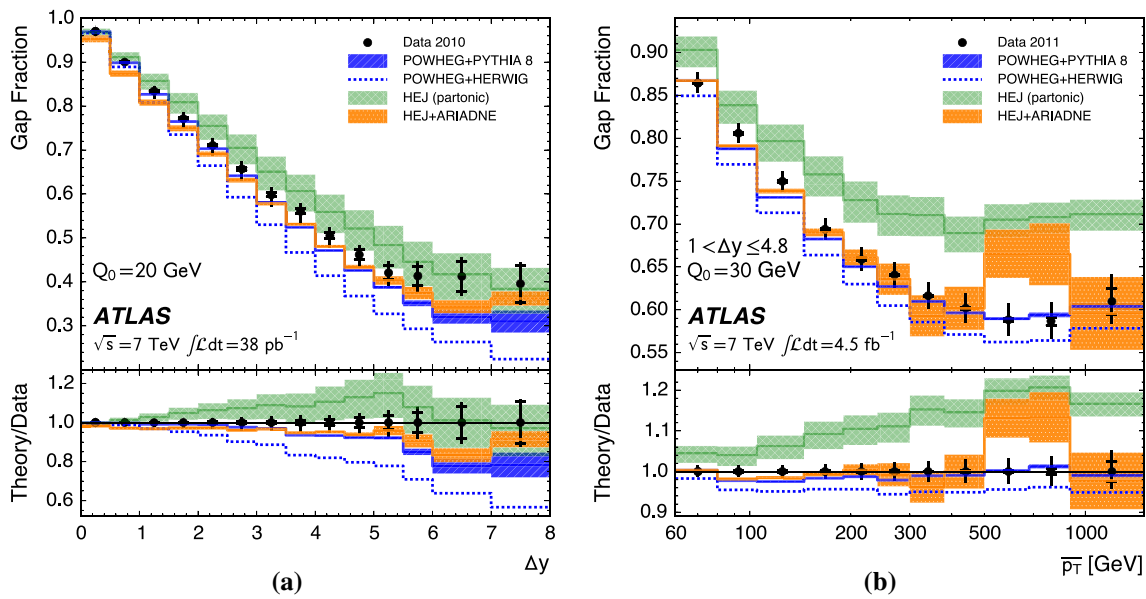 Gap Fraction
1.0
0.9
0.8
0.7
0.6
0.5
0.4
0.3
Data 2010
POWHEG+PYTHIA 8
POWHEG+HERWIG
HEJ (partonic)
HEJ+ARIADNE
Q₀ = 20 GeV
ATLAS
√s = 7 TeV ∫ℒdt = 38 pb⁻¹
Theory/Data
1.2
1.0
0.8
0.6
0 1 2 3 4 5 6 7 8
Δy
(a)
Gap Fraction
0.90
0.85
0.80
0.75
0.70
0.65
0.60
0.55
Data 2011
POWHEG+PYTHIA 8
POWHEG+HERWIG
HEJ (partonic)
HEJ+ARIADNE
1 < Δy ≤ 4.8
Q₀ = 30 GeV
ATLAS
√s = 7 TeV ∫ℒdt = 4.5 fb⁻¹
Theory/Data
1.2
1.1
1.0
0.9
60 100 200 300 500 1000
p̅T̅ [GeV]
(b)